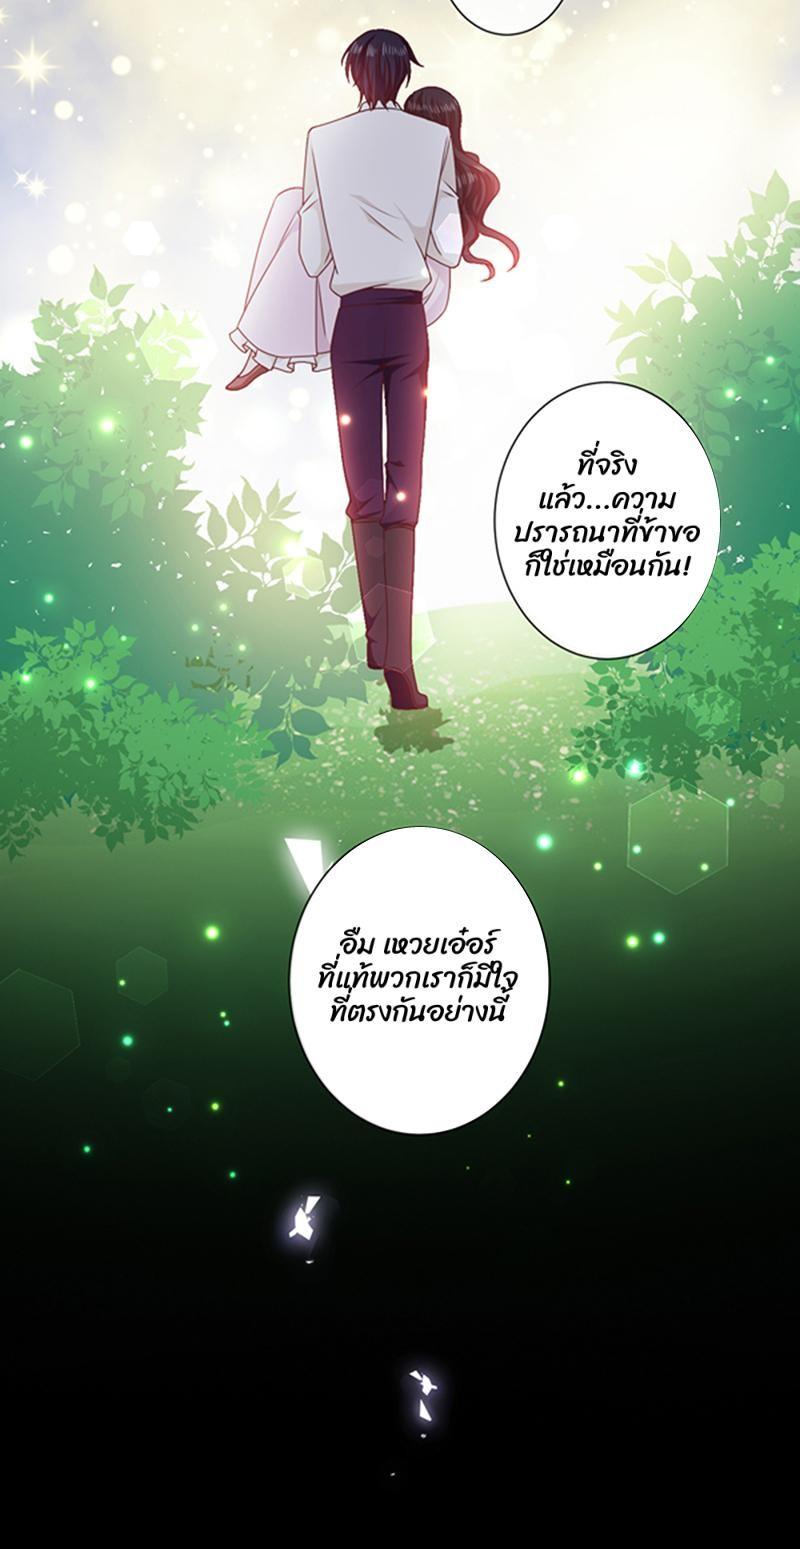 ที่จริง
แล้ว...ความ
ปรารถนาที่ข้าขอ
ก็ใช่เหมือนกัน!
อืม เหวยเอ๋อร์
ที่แท้พวกเราก็มีใจ
ที่ตรงกันอย่างนี้